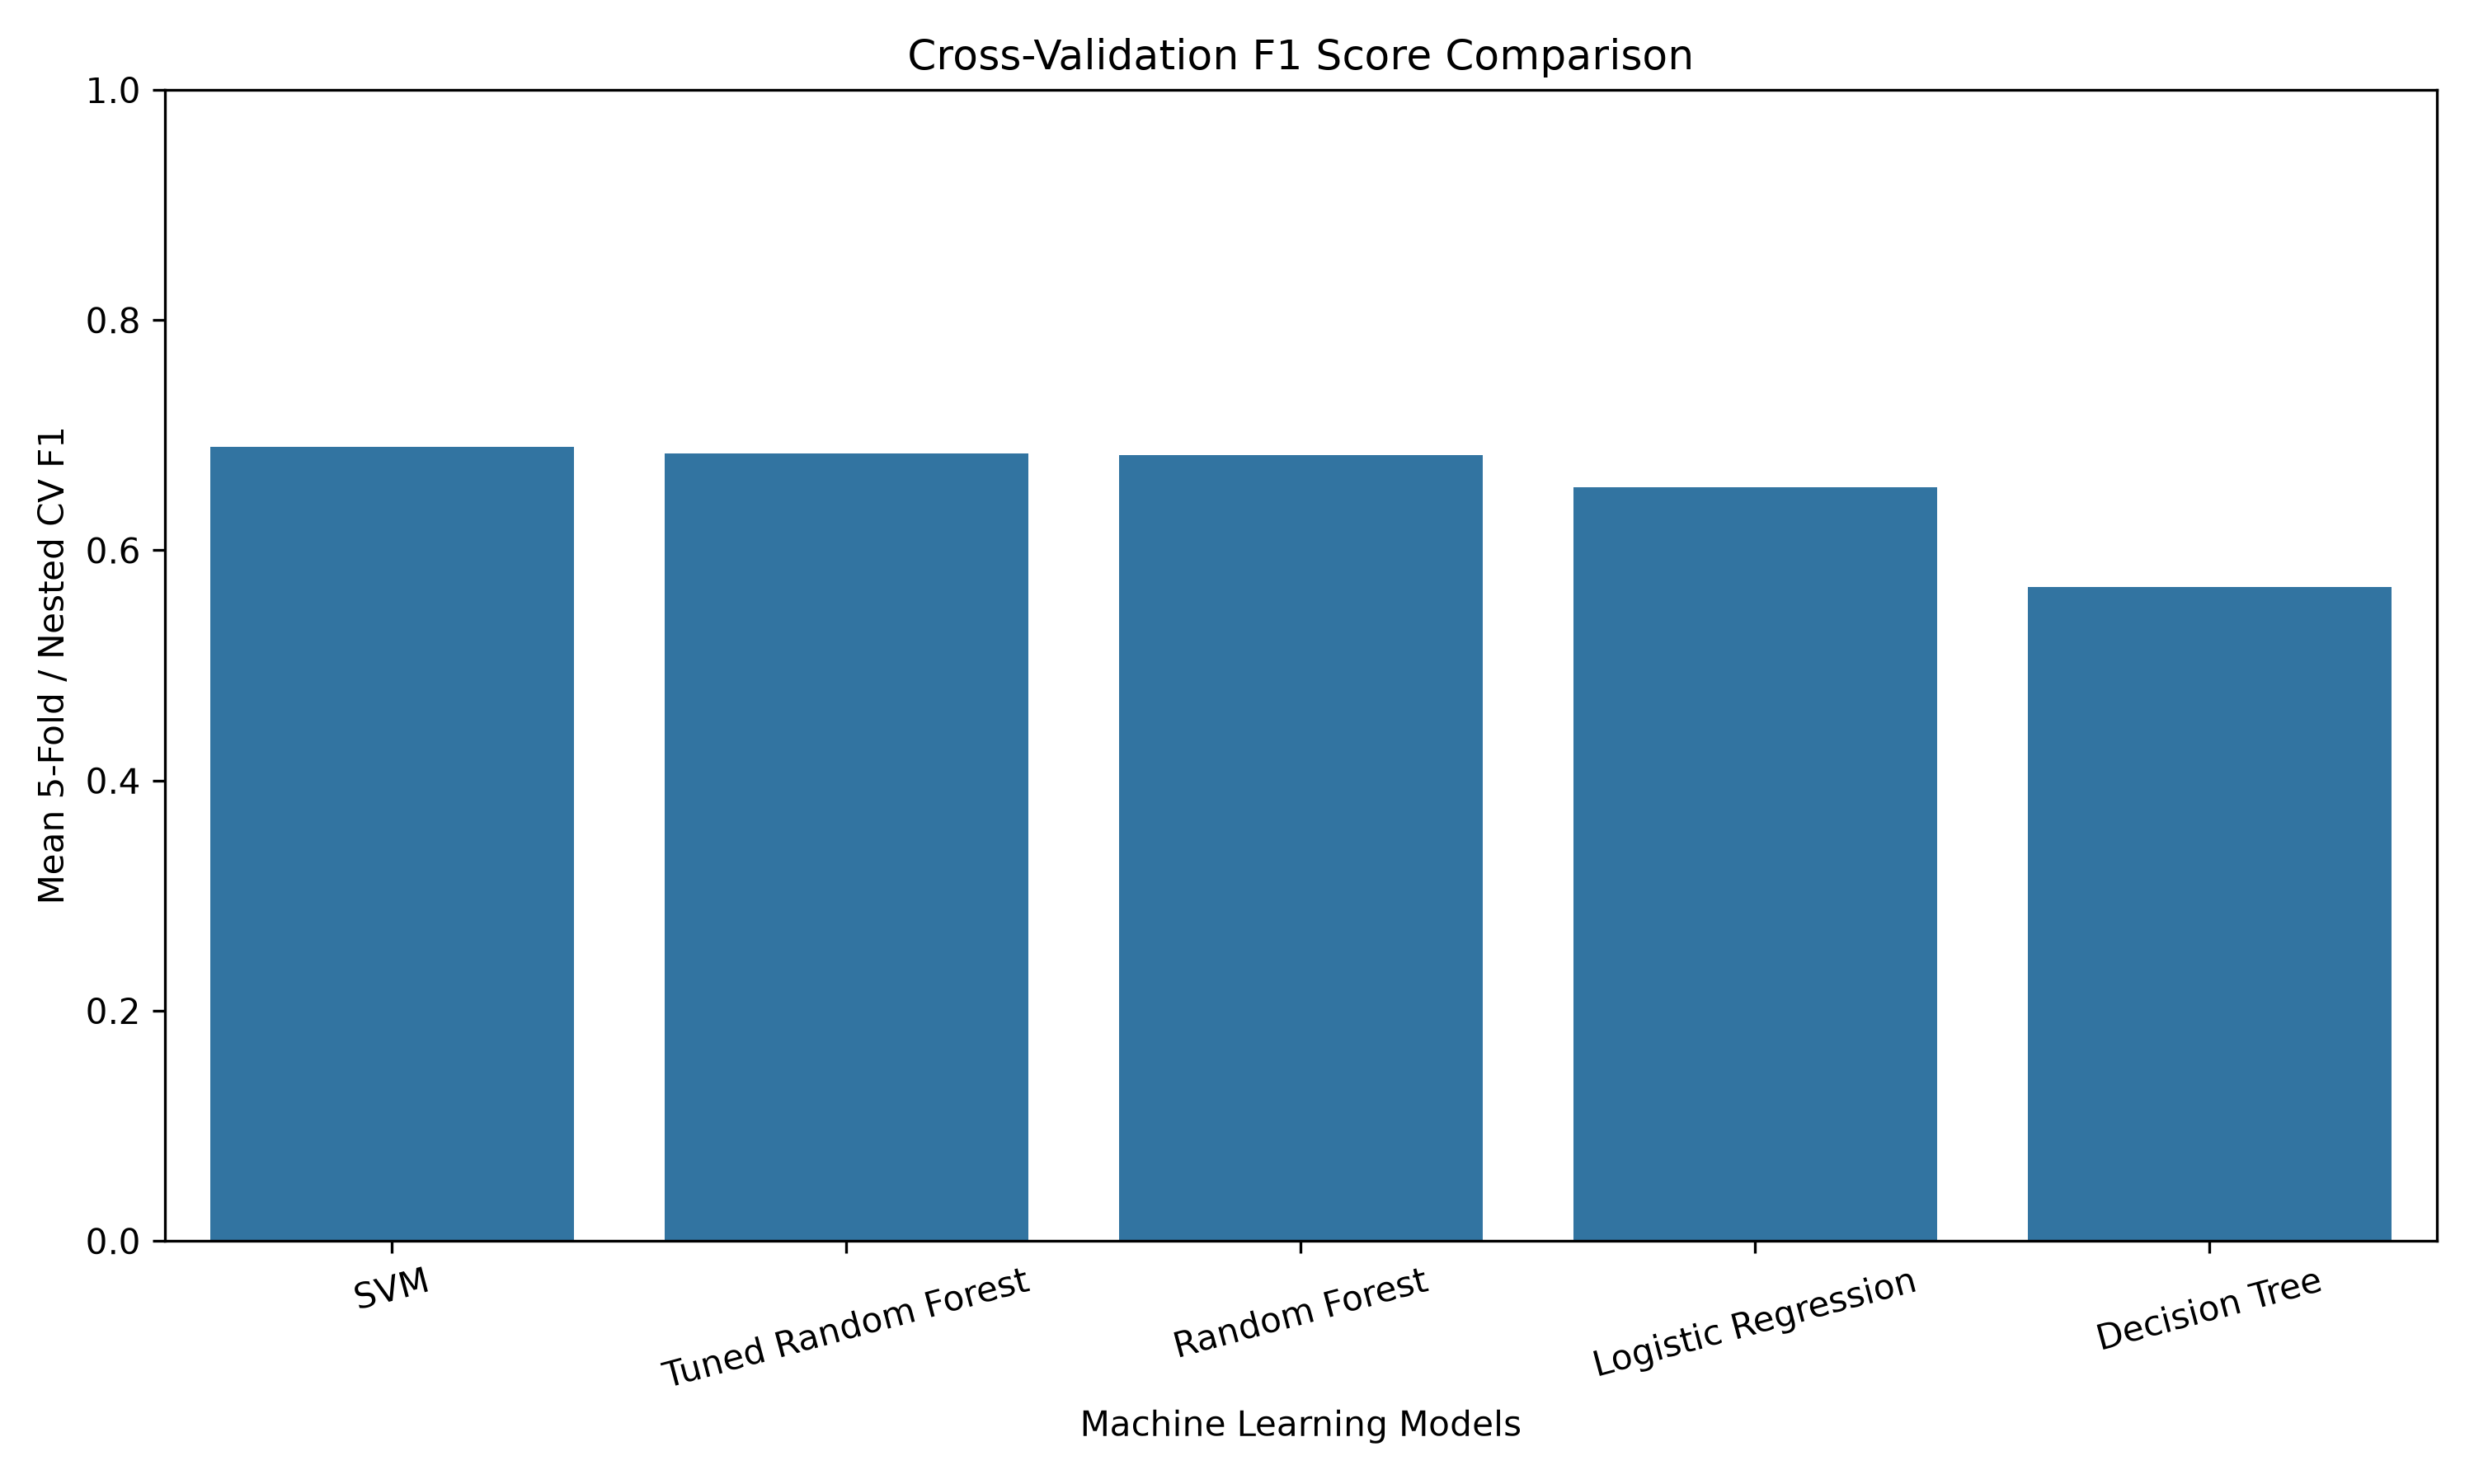 Cross-Validation F1 Score Comparison
1.0
0.8
0.6
0.4
0.2
0.0
Mean 5-Fold / Nested CV F1
SVM
Tuned Random Forest
Random Forest
Logistic Regression
Decision Tree
Machine Learning Models